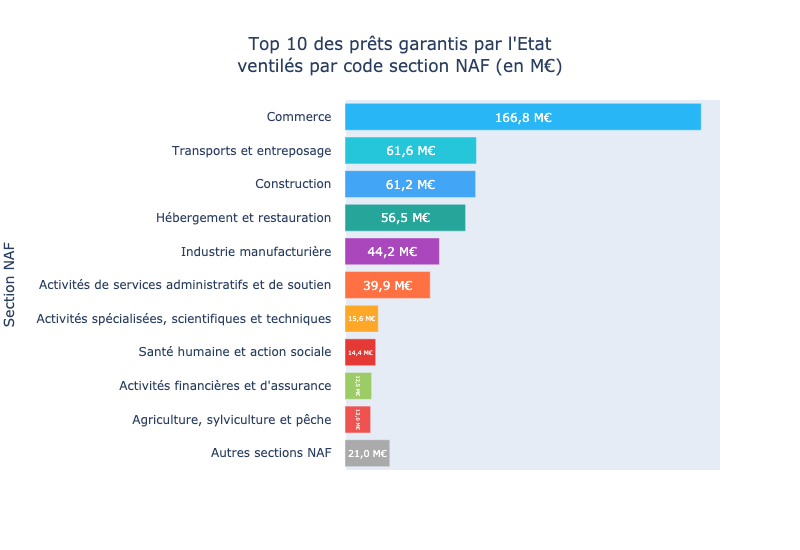 Top 10 des prêts garantis par l'Etat
ventilés par code section NAF (en M€)
Section NAF
Commerce 166,8 M€
Transports et entreposage 61,6 M€
Construction 61,2 M€
Hébergement et restauration 56,5 M€
Industrie manufacturière 44,2 M€
Activités de services administratifs et de soutien 39,9 M€
Activités spécialisées, scientifiques et techniques 15,6 M€
Santé humaine et action sociale 14,4 M€
Activités financières et d'assurance M€
Agriculture, sylviculture et pêche 12,0 M€
Autres sections NAF 21,0 M€